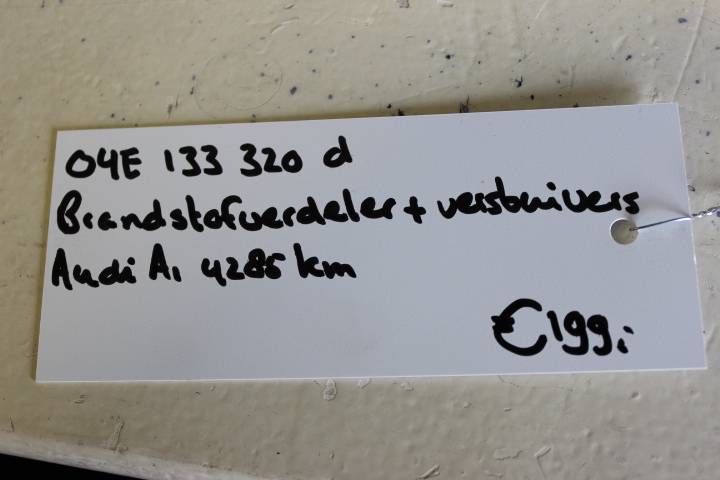 04E 133 320 d
Brandstofverdeler + verstuivers
Audi A1 4285 km
€199,-